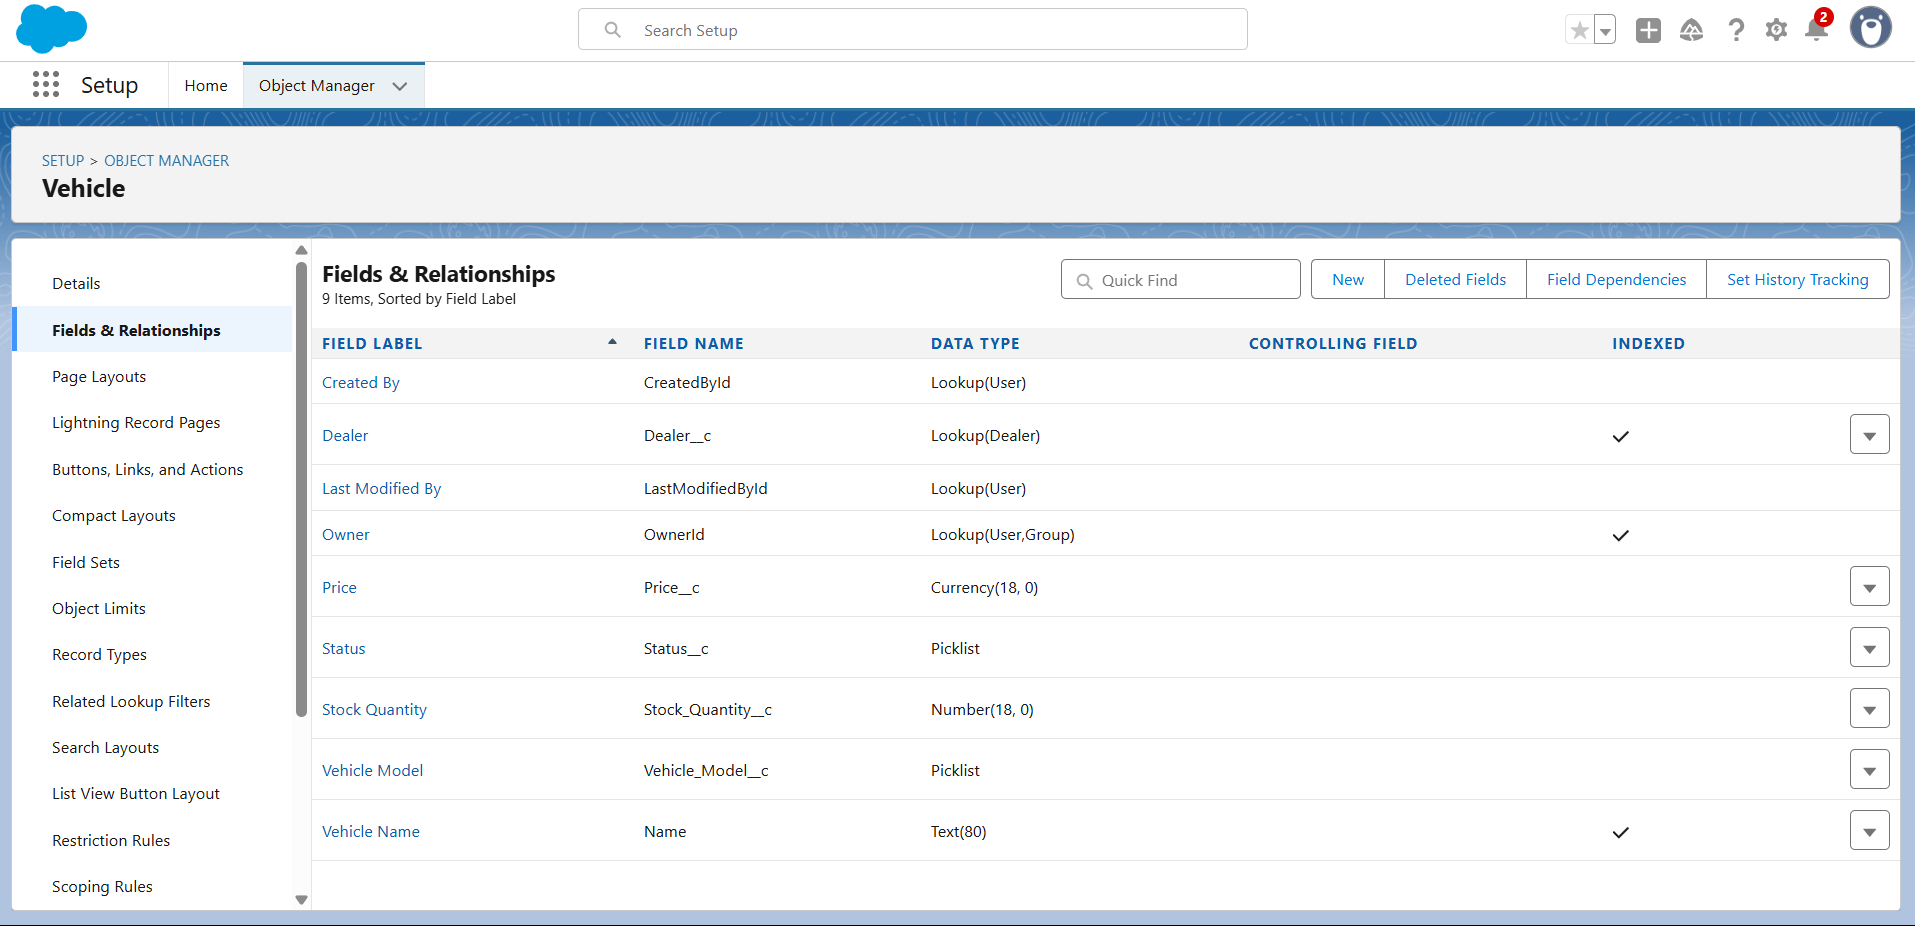 Search Setup
2
Setup
Home
Object Manager
SETUP > OBJECT MANAGER
Vehicle
Details
Fields & Relationships
Page Layouts
Lightning Record Pages
Buttons, Links, and Actions
Compact Layouts
Field Sets
Object Limits
Record Types
Related Lookup Filters
Search Layouts
List View Button Layout
Restriction Rules
Scoping Rules
Fields & Relationships
9 Items, Sorted by Field Label
Quick Find
New
Deleted Fields
Field Dependencies
Set History Tracking
FIELD LABEL FIELD NAME DATA TYPE CONTROLLING FIELD INDEXED
Created By CreatedById Lookup(User)
Dealer Dealer__c Lookup(Dealer)
Last Modified By LastModifiedById Lookup(User)
Owner OwnerId Lookup(User,Group)
Price Price__c Currency(18, 0)
Status Status__c Picklist
Stock Quantity Stock_Quantity__c Number(18, 0)
Vehicle Model Vehicle_Model__c Picklist
Vehicle Name Name Text(80)